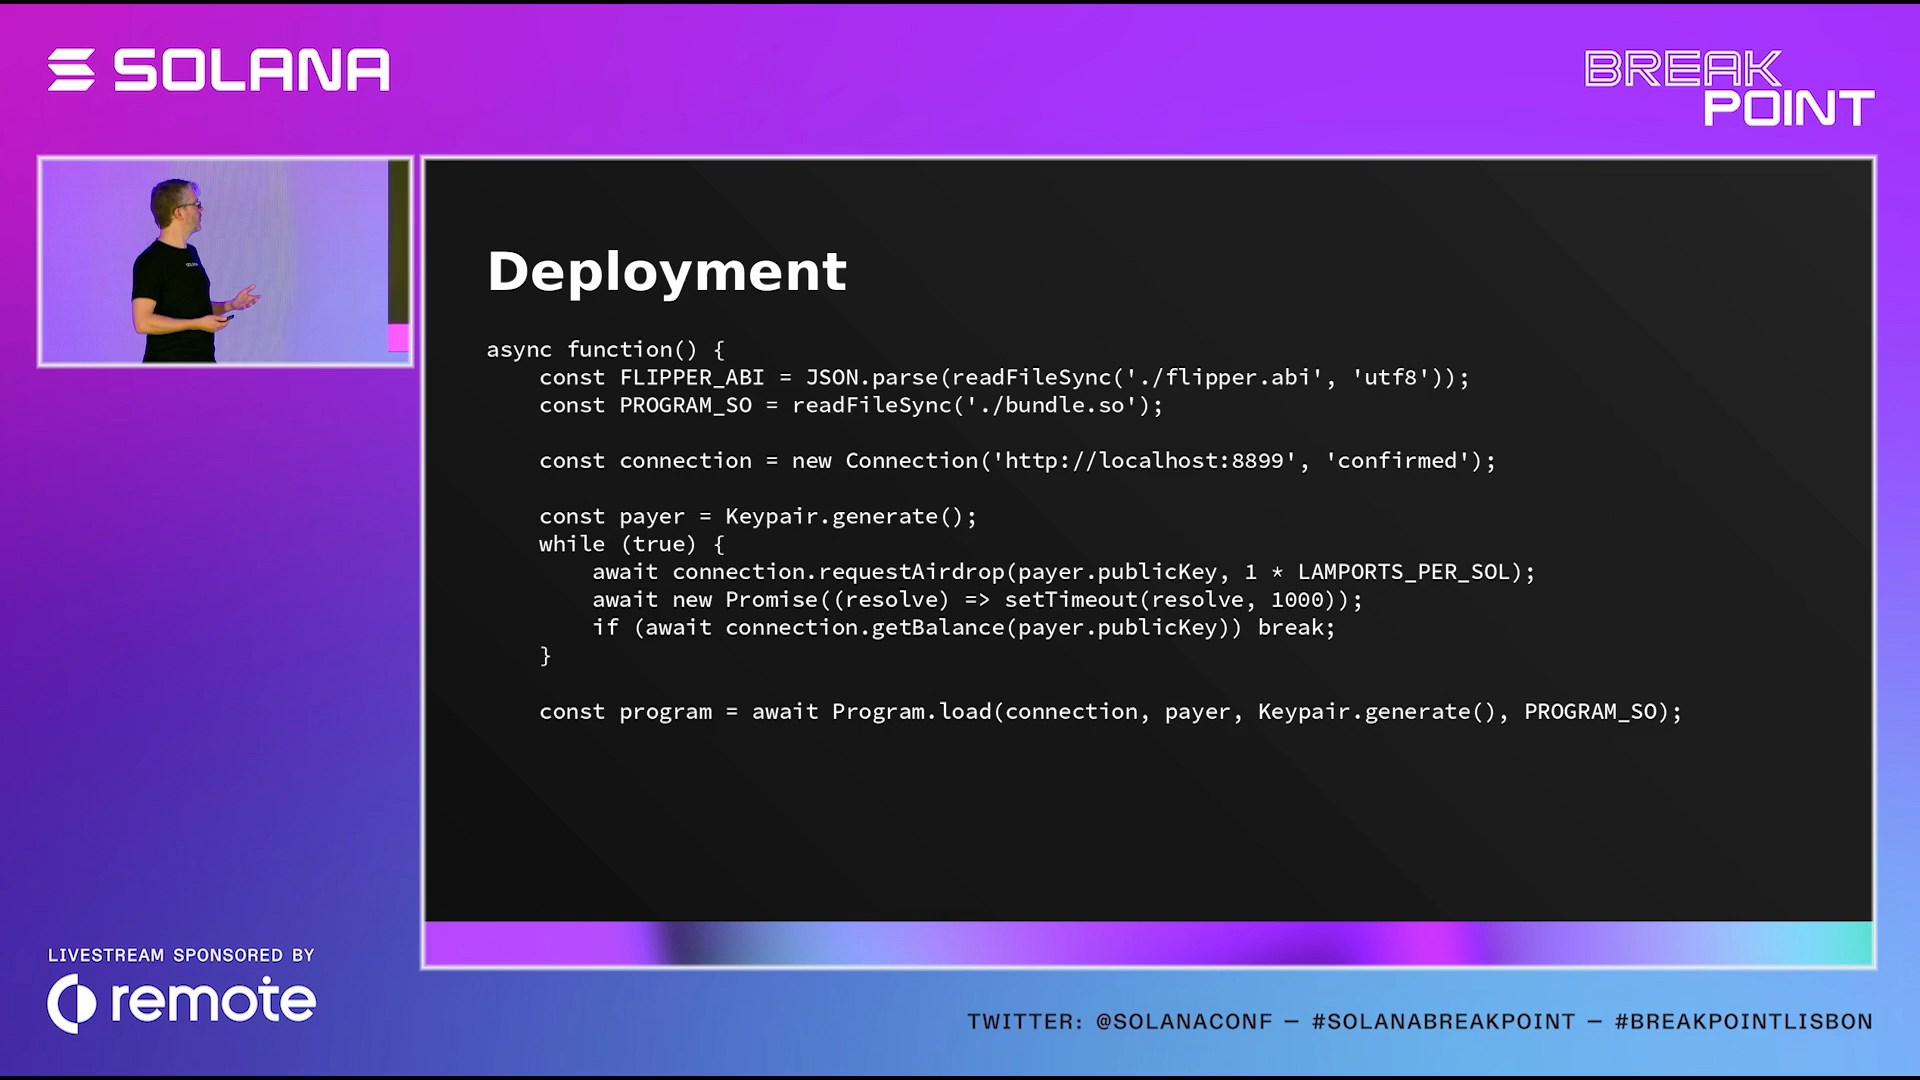 SOLANA
BREAK
POINT
Deployment
async function() {
const FLIPPER_ABI = JSON.parse(readFileSync('./flipper.abi', 'utf8'));
const PROGRAM_SO = readFileSync('./bundle.so');
const connection = new Connection('http://localhost:8899', 'confirmed');
const payer = Keypair.generate();
while (true) {
await connection.requestAirdrop(payer.publicKey, 1 * LAMPORTS_PER_SOL);
await new Promise((resolve) => setTimeout(resolve, 1000));
if (await connection.getBalance(payer.publicKey)) break;
}
const program = await Program.load(connection, payer, Keypair.generate(), PROGRAM_SO);
LIVESTREAM SPONSORED BY
remote
TWITTER: @SOLANACONF — #SOLANABREAKPOINT — #BREAKPOINTLISBON